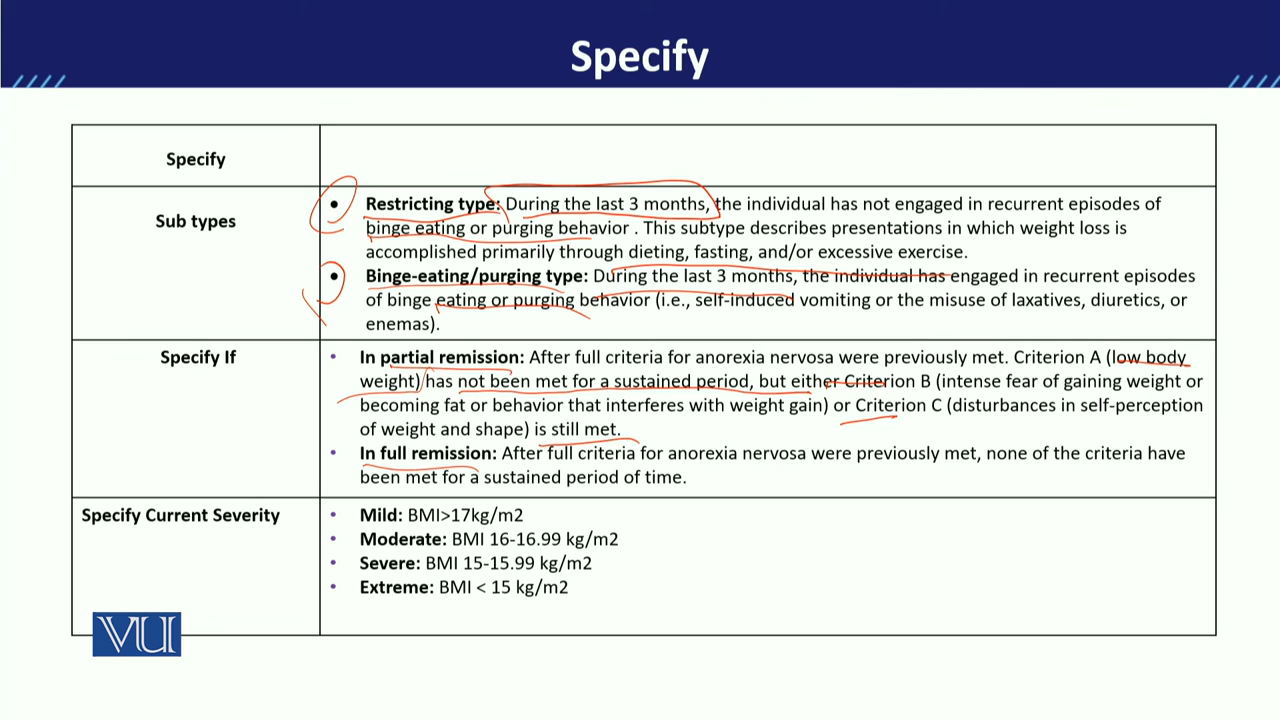 Specify
Specify
Sub types
• Restricting type: During the last 3 months, the individual has not engaged in recurrent episodes of
binge eating or purging behavior . This subtype describes presentations in which weight loss is
accomplished primarily through dieting, fasting, and/or excessive exercise.
• Binge-eating/purging type: During the last 3 months, the individual has engaged in recurrent episodes
of binge eating or purging behavior (i.e., self-induced vomiting or the misuse of laxatives, diuretics, or
enemas).
Specify If
• In partial remission: After full criteria for anorexia nervosa were previously met. Criterion A (low body
weight) has not been met for a sustained period, but either Criterion B (intense fear of gaining weight or
becoming fat or behavior that interferes with weight gain) or Criterion C (disturbances in self-perception
of weight and shape) is still met.
• In full remission: After full criteria for anorexia nervosa were previously met, none of the criteria have
been met for a sustained period of time.
Specify Current Severity
• Mild: BMI>17kg/m2
• Moderate: BMI 16-16.99 kg/m2
• Severe: BMI 15-15.99 kg/m2
• Extreme: BMI < 15 kg/m2
VU